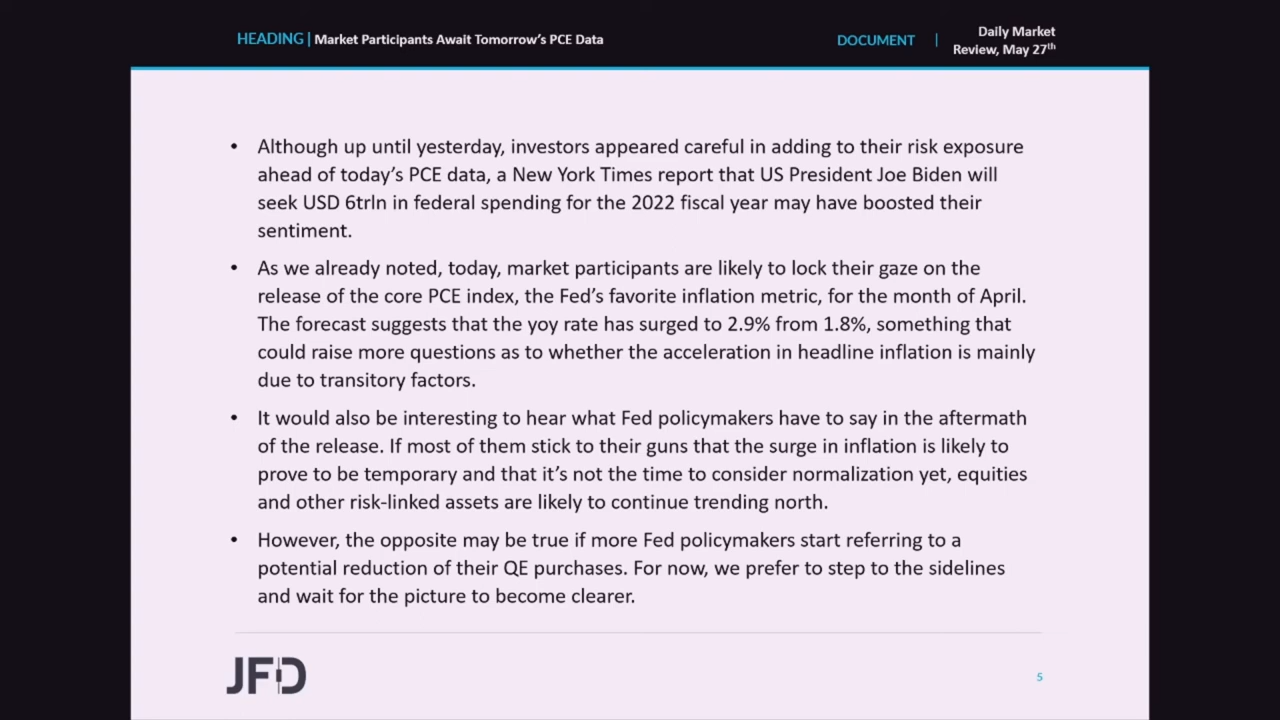 HEADING | Market Participants Await Tomorrow's PCE Data
DOCUMENT | Daily Market
Review, May 27th
• Although up until yesterday, investors appeared careful in adding to their risk exposure
ahead of today's PCE data, a New York Times report that US President Joe Biden will
seek USD 6trln in federal spending for the 2022 fiscal year may have boosted their
sentiment.
• As we already noted, today, market participants are likely to lock their gaze on the
release of the core PCE index, the Fed's favorite inflation metric, for the month of April.
The forecast suggests that the yoy rate has surged to 2.9% from 1.8%, something that
could raise more questions as to whether the acceleration in headline inflation is mainly
due to transitory factors.
• It would also be interesting to hear what Fed policymakers have to say in the aftermath
of the release. If most of them stick to their guns that the surge in inflation is likely to
prove to be temporary and that it's not the time to consider normalization yet, equities
and other risk-linked assets are likely to continue trending north.
• However, the opposite may be true if more Fed policymakers start referring to a
potential reduction of their QE purchases. For now, we prefer to step to the sidelines
and wait for the picture to become clearer.
JFD
5